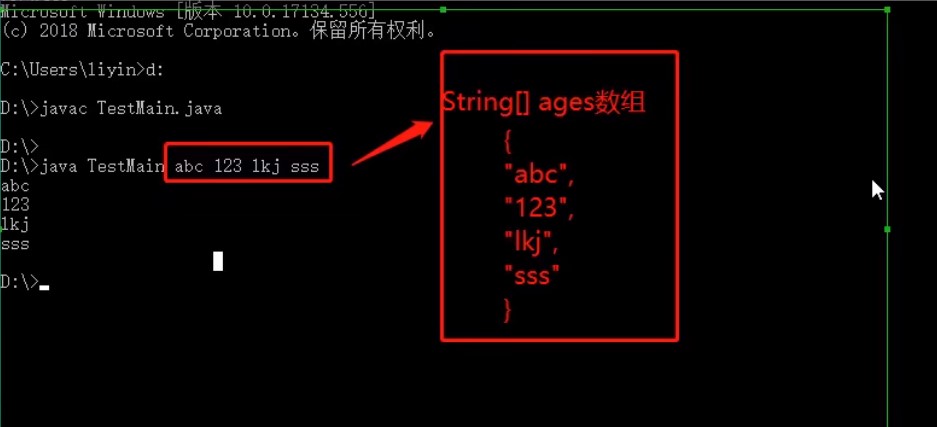 Microsoft Windows [版本 10.0.17134.556]
(c) 2018 Microsoft Corporation。保留所有权利。
C:\Users\liyin>d:
D:\>javac TestMain.java
D:\>
D:\>java TestMain abc 123 lkj sss
abc
123
lkj
sss
D:\>
String[] ages数组
{
"abc",
"123",
"lkj",
"sss"
}